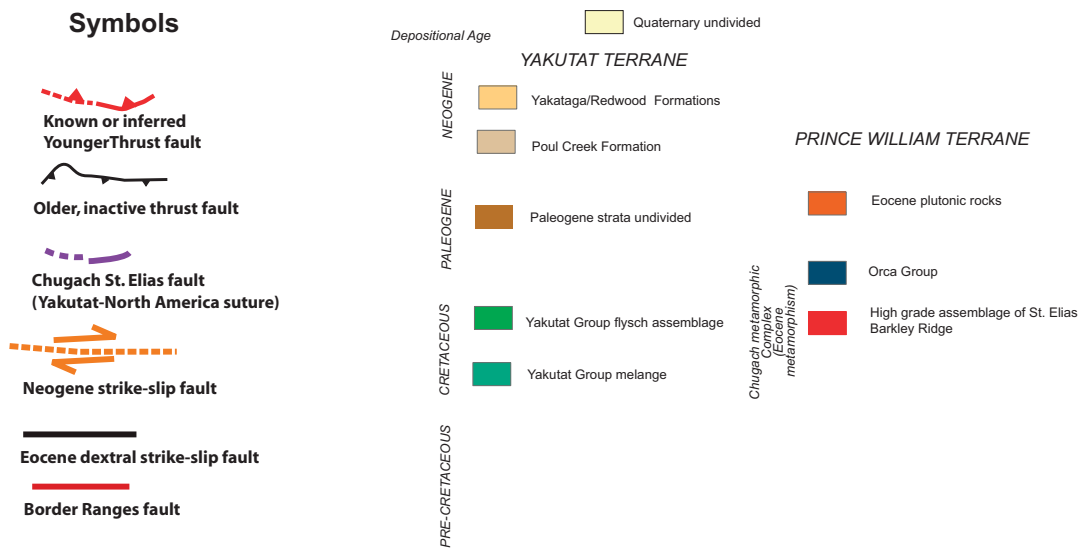 Symbols
Known or inferred
YoungerThrust fault
Older, inactive thrust fault
Chugach St. Elias fault
(Yakutat-North America suture)
Neogene strike-slip fault
Eocene dextral strike-slip fault
Border Ranges fault
Depositional Age
Quaternary undivided
YAKUTAT TERRANE
NEOGENE
Yakataga/Redwood Formations
Poul Creek Formation
PALEOGENE
Paleogene strata undivided
CRETACEOUS
Yakutat Group flysch assemblage
Yakutat Group melange
PRE-CRETACEOUS
PRINCE WILLIAM TERRANE
Eocene plutonic rocks
Orca Group
High grade assemblage of St. Elias
Barkley Ridge
Chugach metamorphic
Complex
(Eocene
metamorphism)